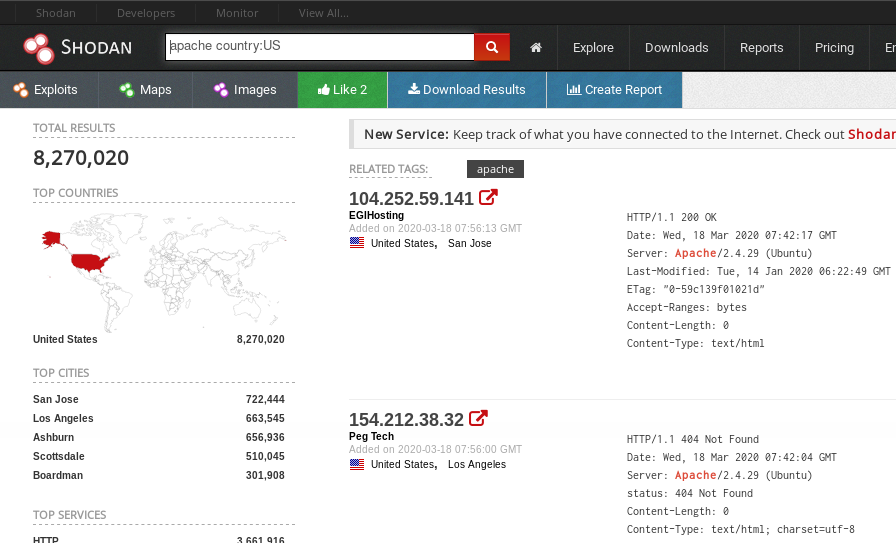 Shodan Developers Monitor View All...
SHODAN apache country:US Explore Downloads Reports Pricing
Exploits Maps Images Like 2 Download Results Create Report
TOTAL RESULTS
8,270,020
TOP COUNTRIES
United States 8,270,020
TOP CITIES
San Jose 722,444
Los Angeles 663,545
Ashburn 656,936
Scottsdale 510,045
Boardman 301,908
TOP SERVICES
HTTP 3,661,916
New Service: Keep track of what you have connected to the Internet. Check out Shodan
RELATED TAGS: apache
104.252.59.141
EGIHosting
Added on 2020-03-18 07:56:13 GMT
United States, San Jose
HTTP/1.1 200 OK
Date: Wed, 18 Mar 2020 07:42:17 GMT
Server: Apache/2.4.29 (Ubuntu)
Last-Modified: Tue, 14 Jan 2020 06:22:49 GMT
ETag: "0-59c139f01021d"
Accept-Ranges: bytes
Content-Length: 0
Content-Type: text/html
154.212.38.32
Peg Tech
Added on 2020-03-18 07:56:00 GMT
United States, Los Angeles
HTTP/1.1 404 Not Found
Date: Wed, 18 Mar 2020 07:42:04 GMT
Server: Apache/2.4.29 (Ubuntu)
status: 404 Not Found
Content-Length: 0
Content-Type: text/html; charset=utf-8